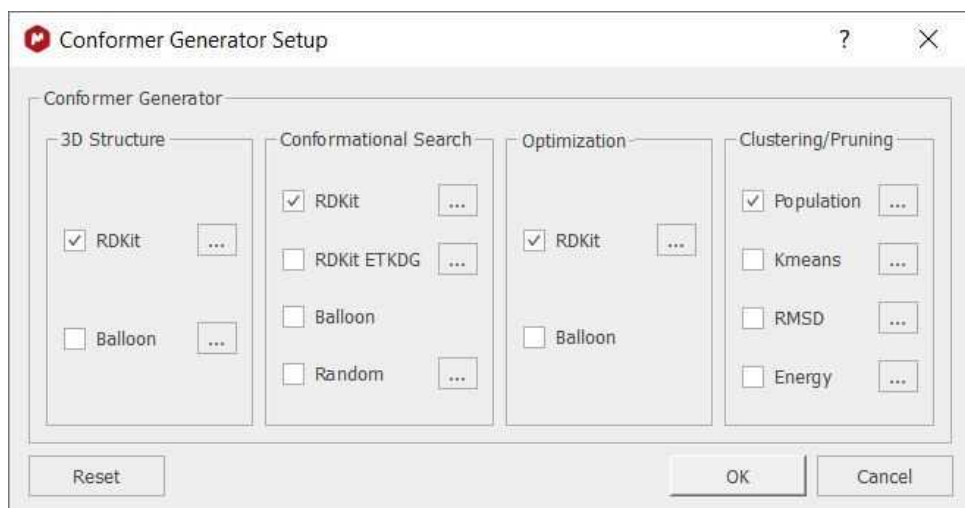 Conformer Generator Setup ?
Conformer Generator
3D Structure
RDKit ...
Balloon ...
Conformational Search
RDKit ...
RDKit ETKDG ...
Balloon
Random ...
Optimization
RDKit ...
Balloon
Clustering/Pruning
Population ...
Kmeans ...
RMSD ...
Energy ...
Reset OK Cancel